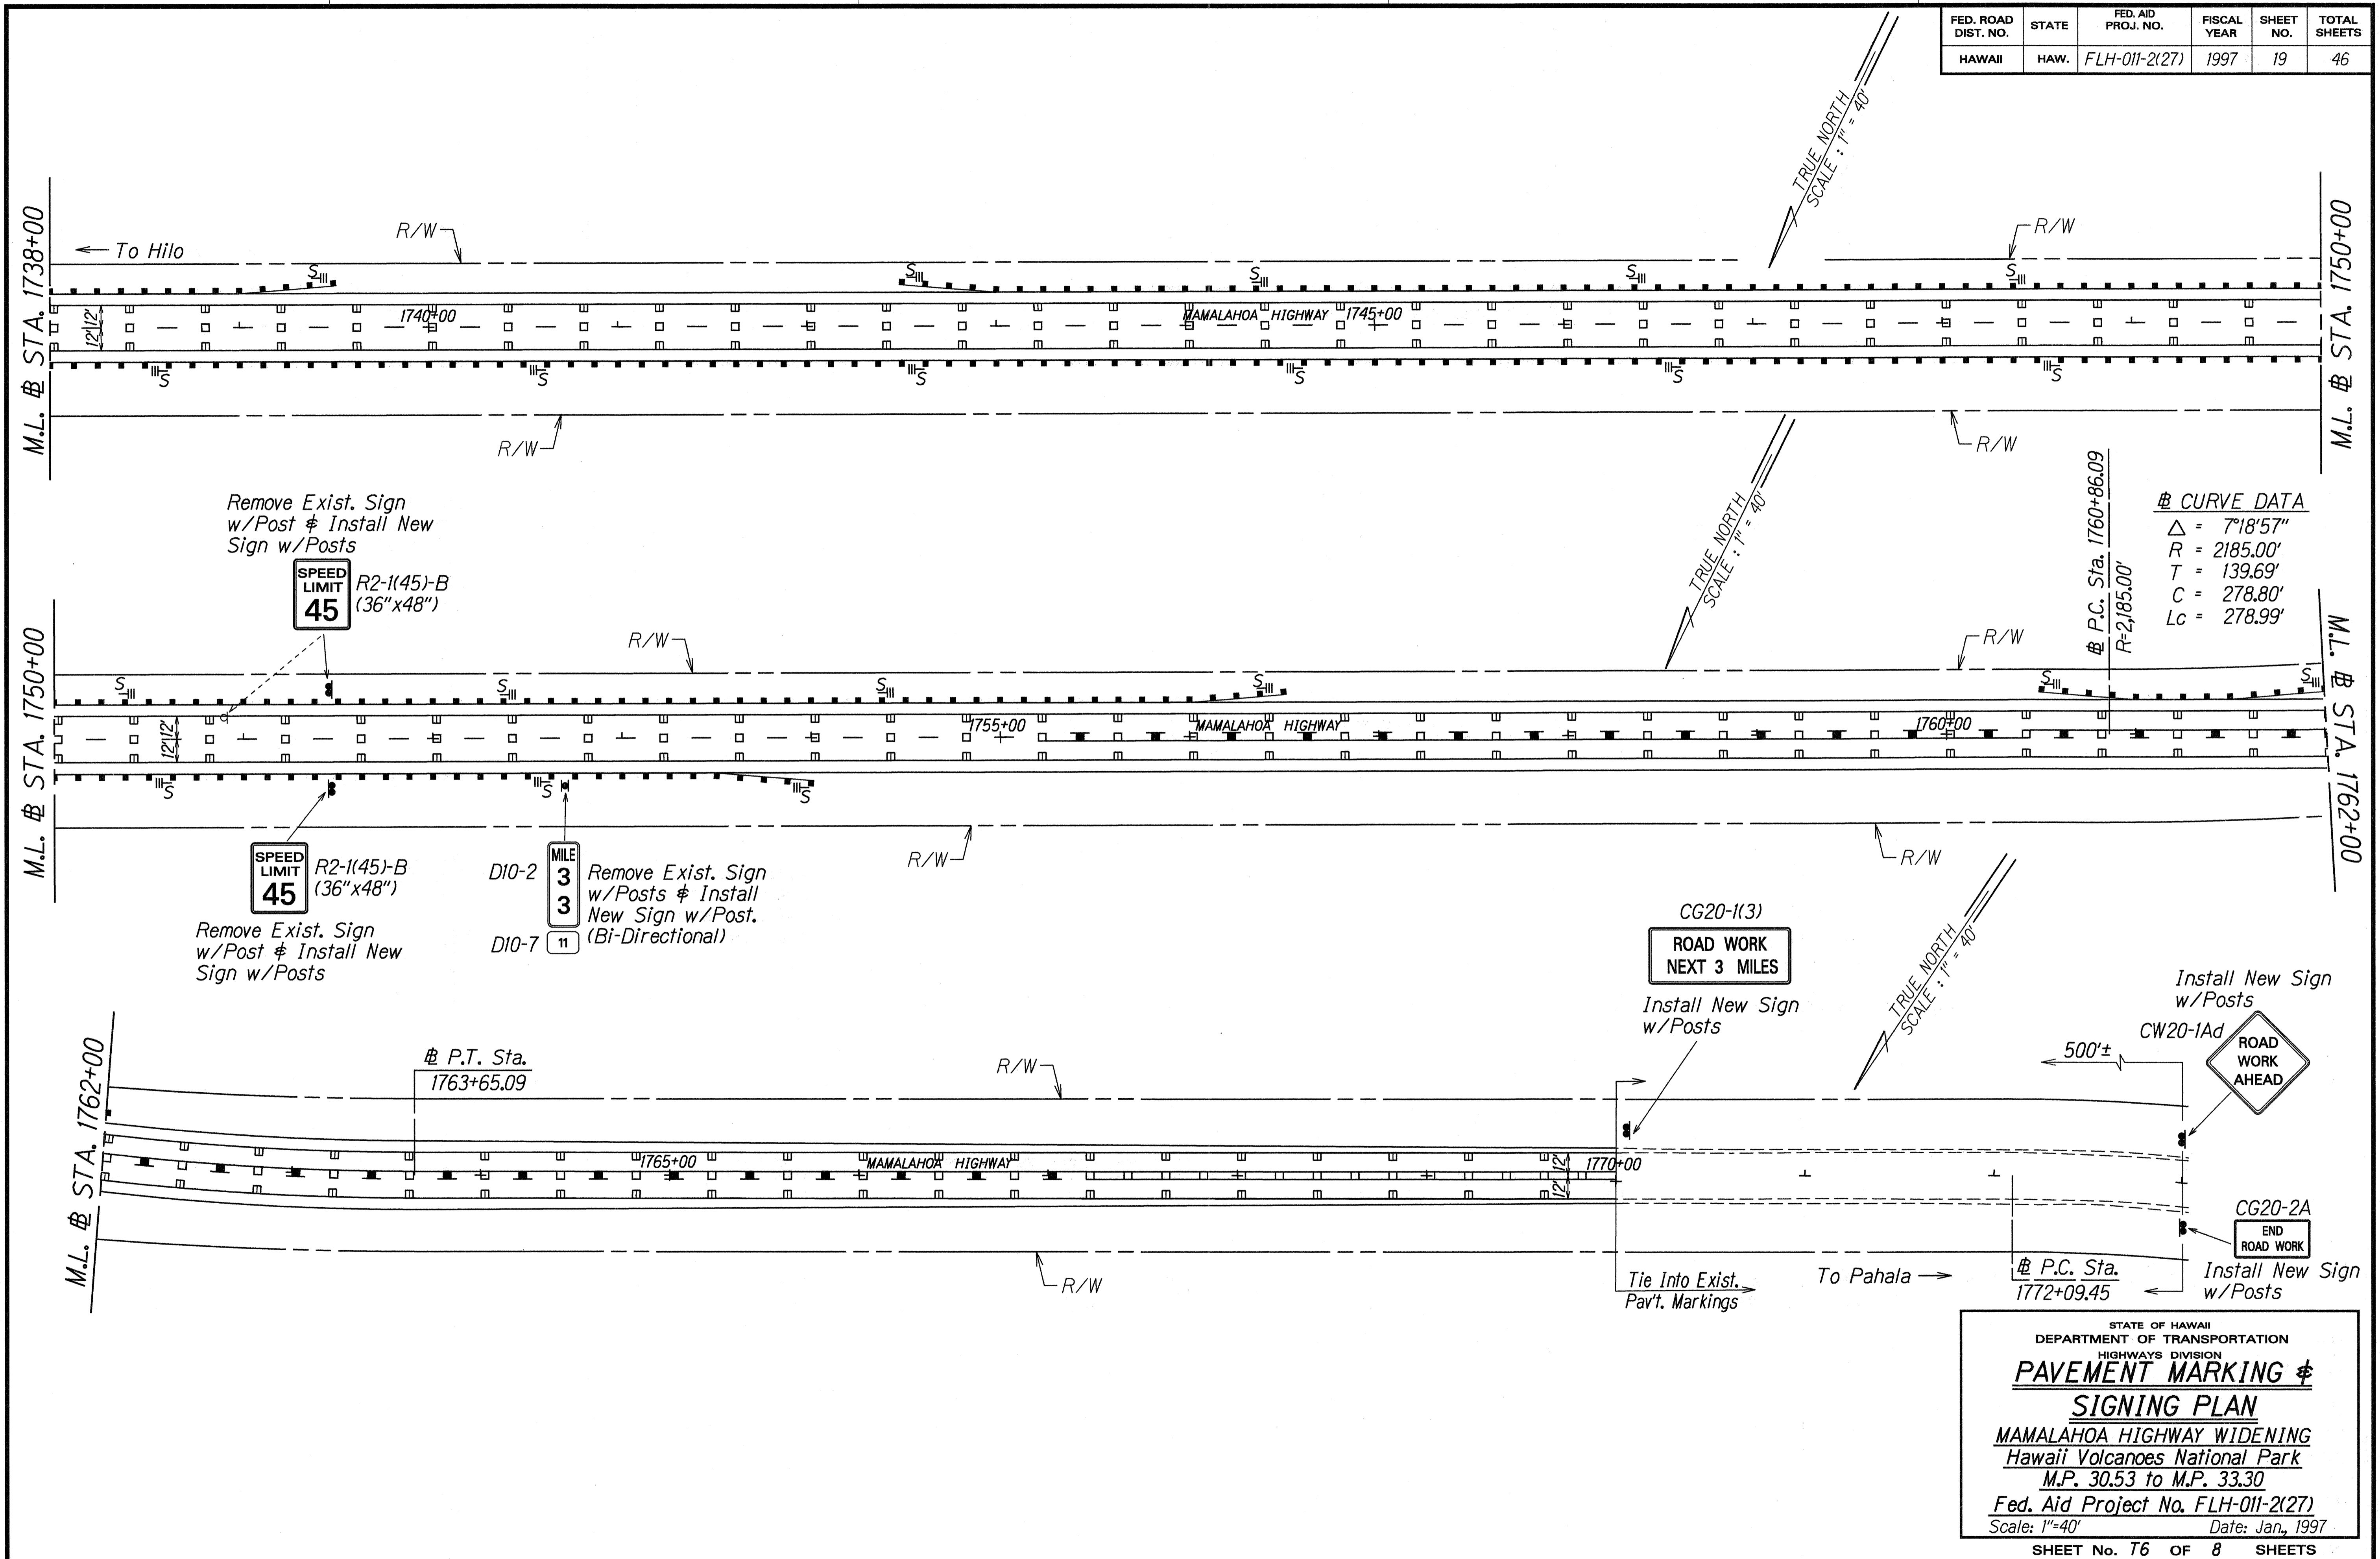 FED. ROAD DIST. NO. STATE FED. AID PROJ. NO. FISCAL YEAR SHEET NO. TOTAL SHEETS
HAWAII HAW. FLH-011-2(27) 1997 19 46
TRUE NORTH
SCALE : 1" = 40'
M.L. ℄ STA. 1738+00
To Hilo
R/W
R/W
S
S
S
S
S
12' 12'
1740+00
MAMALAHOA HIGHWAY
1745+00
S
S
S
S
S
S
R/W
R/W
M.L. ℄ STA. 1750+00
Remove Exist. Sign
w/Post & Install New
Sign w/Posts
SPEED
LIMIT
45
R2-1(45)-B
(36"x48")
TRUE NORTH
SCALE : 1" = 40'
℄ P.C. Sta. 1760+86.09
R=2,185.00'
℄ CURVE DATA
△ = 7°18'57"
R = 2185.00'
T = 139.69'
C = 278.80'
Lc = 278.99'
M.L. ℄ STA. 1750+00
R/W
R/W
S
S
S
S
S
S
12' 12'
1755+00
MAMALAHOA HIGHWAY
1760+00
S
S
S
R/W
R/W
M.L. ℄ STA. 1762+00
SPEED
LIMIT
45
R2-1(45)-B
(36"x48")
Remove Exist. Sign
w/Post & Install New
Sign w/Posts
D10-2
MILE
3
3
D10-7
11
Remove Exist. Sign
w/Posts & Install
New Sign w/Post.
(Bi-Directional)
CG20-1(3)
ROAD WORK
NEXT 3 MILES
Install New Sign
w/Posts
TRUE NORTH
SCALE : 1" = 40'
Install New Sign
w/Posts
CW20-1Ad
ROAD
WORK
AHEAD
500'±
M.L. ℄ STA. 1762+00
℄ P.T. Sta.
1763+65.09
R/W
1765+00
MAMALAHOA HIGHWAY
12' 12'
1770+00
R/W
Tie Into Exist.
Pav't. Markings
To Pahala
℄ P.C. Sta.
1772+09.45
CG20-2A
END
ROAD WORK
Install New Sign
w/Posts
STATE OF HAWAII
DEPARTMENT OF TRANSPORTATION
HIGHWAYS DIVISION
PAVEMENT MARKING &
SIGNING PLAN
MAMALAHOA HIGHWAY WIDENING
Hawaii Volcanoes National Park
M.P. 30.53 to M.P. 33.30
Fed. Aid Project No. FLH-011-2(27)
Scale: 1"=40' Date: Jan., 1997
SHEET No. T6 OF 8 SHEETS